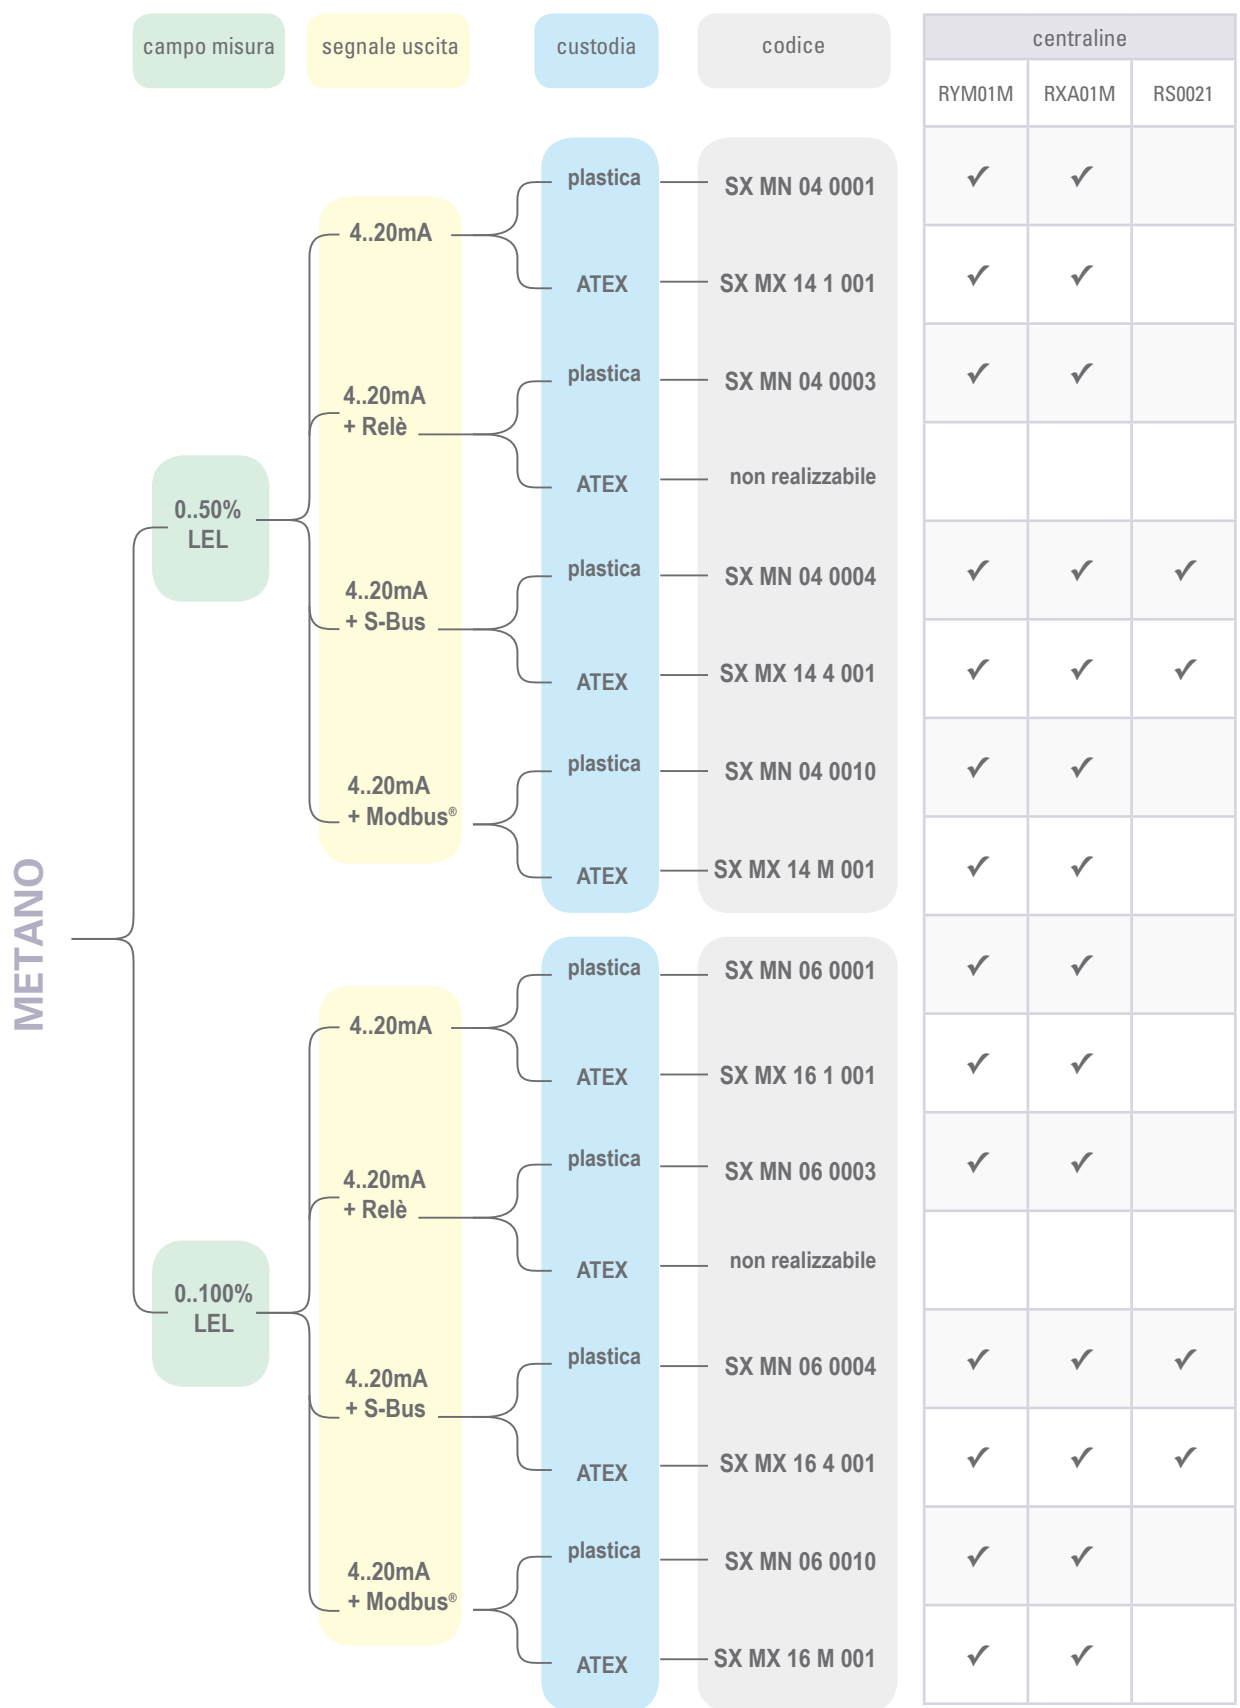 campo misura
segnale uscita
custodia
codice
centraline
RYM01M
RXA01M
RS0021
METANO
0..50%
LEL
4..20mA
plastica
SX MN 04 0001
✓ ✓
ATEX
SX MX 14 1 001
✓ ✓
4..20mA
+ Relè
plastica
SX MN 04 0003
✓ ✓
ATEX
non realizzabile
4..20mA
+ S-Bus
plastica
SX MN 04 0004
✓ ✓ ✓
ATEX
SX MX 14 4 001
✓ ✓ ✓
4..20mA
+ Modbus®
plastica
SX MN 04 0010
✓ ✓
ATEX
SX MX 14 M 001
✓ ✓
0..100%
LEL
4..20mA
plastica
SX MN 06 0001
✓ ✓
ATEX
SX MX 16 1 001
✓ ✓
4..20mA
+ Relè
plastica
SX MN 06 0003
✓ ✓
ATEX
non realizzabile
4..20mA
+ S-Bus
plastica
SX MN 06 0004
✓ ✓ ✓
ATEX
SX MX 16 4 001
✓ ✓ ✓
4..20mA
+ Modbus®
plastica
SX MN 06 0010
✓ ✓
ATEX
SX MX 16 M 001
✓ ✓